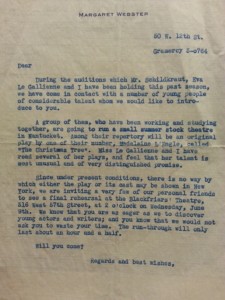 MARGARET WEBSTER
20 E. 12th St.
Gramercy 5-0764
Dear
During the auditions which Mr. Schildkraut, Eva
Le Gallienne and I have been holding this past season,
we have come in contact with a number of young people of
considerable talent whom we would like to intro-
duce to you.
A group of them, who have been working and studying
together, are going to run a small summer stock theatre
in Nantucket. Among their repertory will be an original
play by one of their number, Madelaine L'Engle, called
"The Christmas Tree". Miss Le Gallienne and I have
read several of her plays, and feel that her talent is
most unusual and of very distinguished promise.
Since under present conditions, there is no way by
which either the play or its cast may be shown in New
York, we are inviting a very few of our personal friends
to see a final rehearsal at the Blackfriars' Theatre,
316 West 57th street, at 2 o'clock on Wednesday, June
9th. We know that you are as eager as we to discover
young actors and writers; and you know that we would not
ask you to waste your time. The run-through will only
last about an hour and a half.
Will you come?
Regards and best wishes,